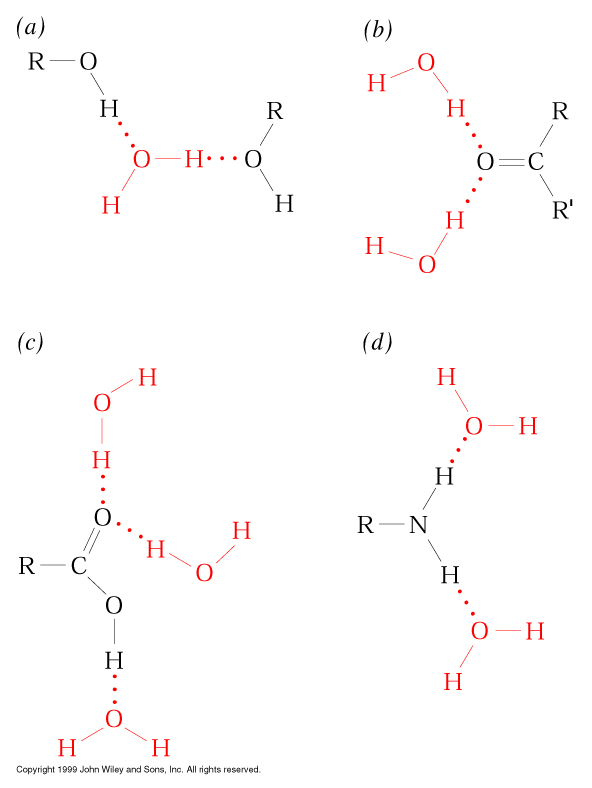 (a)
R O
H
O H O
H
R
H
(b)
O
H
H
O C
R
R'
H
H
O
(c)
H
O
H
O
H
H
O
R C
O
H
O
H H
(d)
H
O H
H
R N
H
O H
H
Copyright 1999 John Wiley and Sons, Inc. All rights reserved.